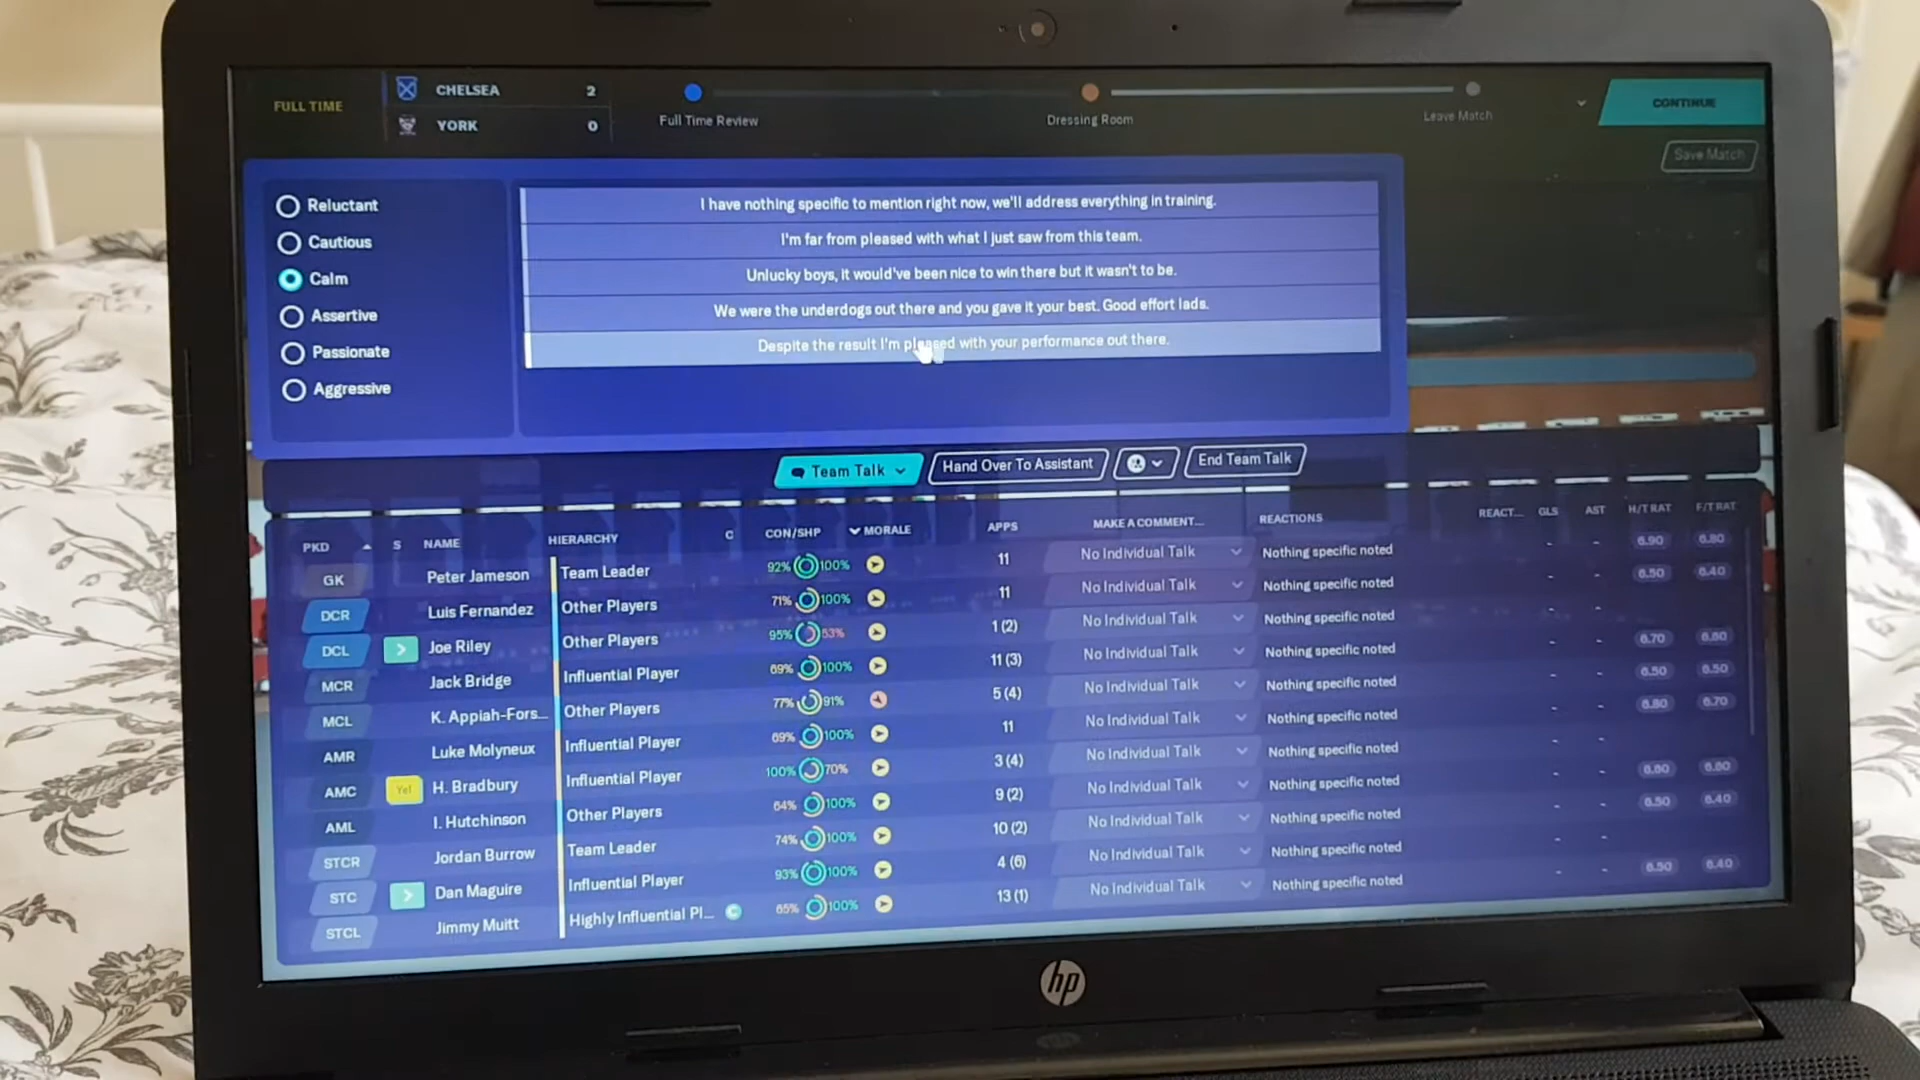 FULL TIME
CHELSEA 2
YORK 0
Full Time Review
Dressing Room
Leave Match
CONTINUE
Save Match
Reluctant
Cautious
Calm
Assertive
Passionate
Aggressive
I have nothing specific to mention right now, we'll address everything in training.
I'm far from pleased with what I just saw from this team.
Unlucky boys, it would've been nice to win there but it wasn't to be.
We were the underdogs out there and you gave it your best. Good effort lads.
Despite the result I'm pleased with your performance out there.
Team Talk
Hand Over To Assistant
End Team Talk
PKD S NAME HIERARCHY C CON/SHP MORALE APPS MAKE A COMMENT... REACTIONS REACT... GLS AST H/T RAT F/T RAT
GK Peter Jameson Team Leader 92% 100% 11 No Individual Talk Nothing specific noted - - 6.90 6.80
DCR Luis Fernandez Other Players 71% 100% 11 No Individual Talk Nothing specific noted - - 6.50 6.40
DCL Joe Riley Other Players 95% 53% 1 (2) No Individual Talk Nothing specific noted - -
MCR Jack Bridge Influential Player 69% 100% 11 (3) No Individual Talk Nothing specific noted - - 6.70 6.60
MCL K. Appiah-Fors... Other Players 77% 91% 5 (4) No Individual Talk Nothing specific noted - - 6.50 6.50
AMR Luke Molyneux Influential Player 69% 100% 11 No Individual Talk Nothing specific noted - - 6.80 6.70
AMC Yel H. Bradbury Influential Player 100% 70% 3 (4) No Individual Talk Nothing specific noted - -
AML I. Hutchinson Other Players 64% 100% 9 (2) No Individual Talk Nothing specific noted - - 6.60 6.60
STCR Jordan Burrow Team Leader 74% 100% 10 (2) No Individual Talk Nothing specific noted - - 6.50 6.40
STC Dan Maguire Influential Player 93% 100% 4 (6) No Individual Talk Nothing specific noted - -
STCL Jimmy Muitt Highly Influential Pl... C 65% 100% 13 (1) No Individual Talk Nothing specific noted - - 6.50 6.40
hp